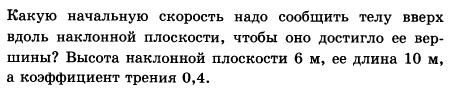 Какую начальную скорость надо сообщить телу вверх
вдоль наклонной плоскости, чтобы оно достигло ее вер-
шины? Высота наклонной плоскости 6 м, ее длина 10 м,
а коэффициент трения 0,4.